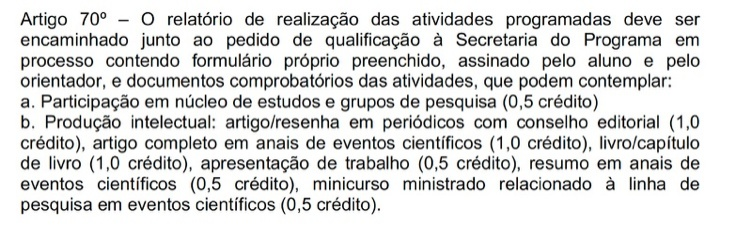 Artigo 70º – O relatório de realização das atividades programadas deve ser
encaminhado junto ao pedido de qualificação à Secretaria do Programa em
processo contendo formulário próprio preenchido, assinado pelo aluno e pelo
orientador, e documentos comprobatórios das atividades, que podem contemplar:
a. Participação em núcleo de estudos e grupos de pesquisa (0,5 crédito)
b. Produção intelectual: artigo/resenha em periódicos com conselho editorial (1,0
crédito), artigo completo em anais de eventos científicos (1,0 crédito), livro/capítulo
de livro (1,0 crédito), apresentação de trabalho (0,5 crédito), resumo em anais de
eventos científicos (0,5 crédito), minicurso ministrado relacionado à linha de
pesquisa em eventos científicos (0,5 crédito).